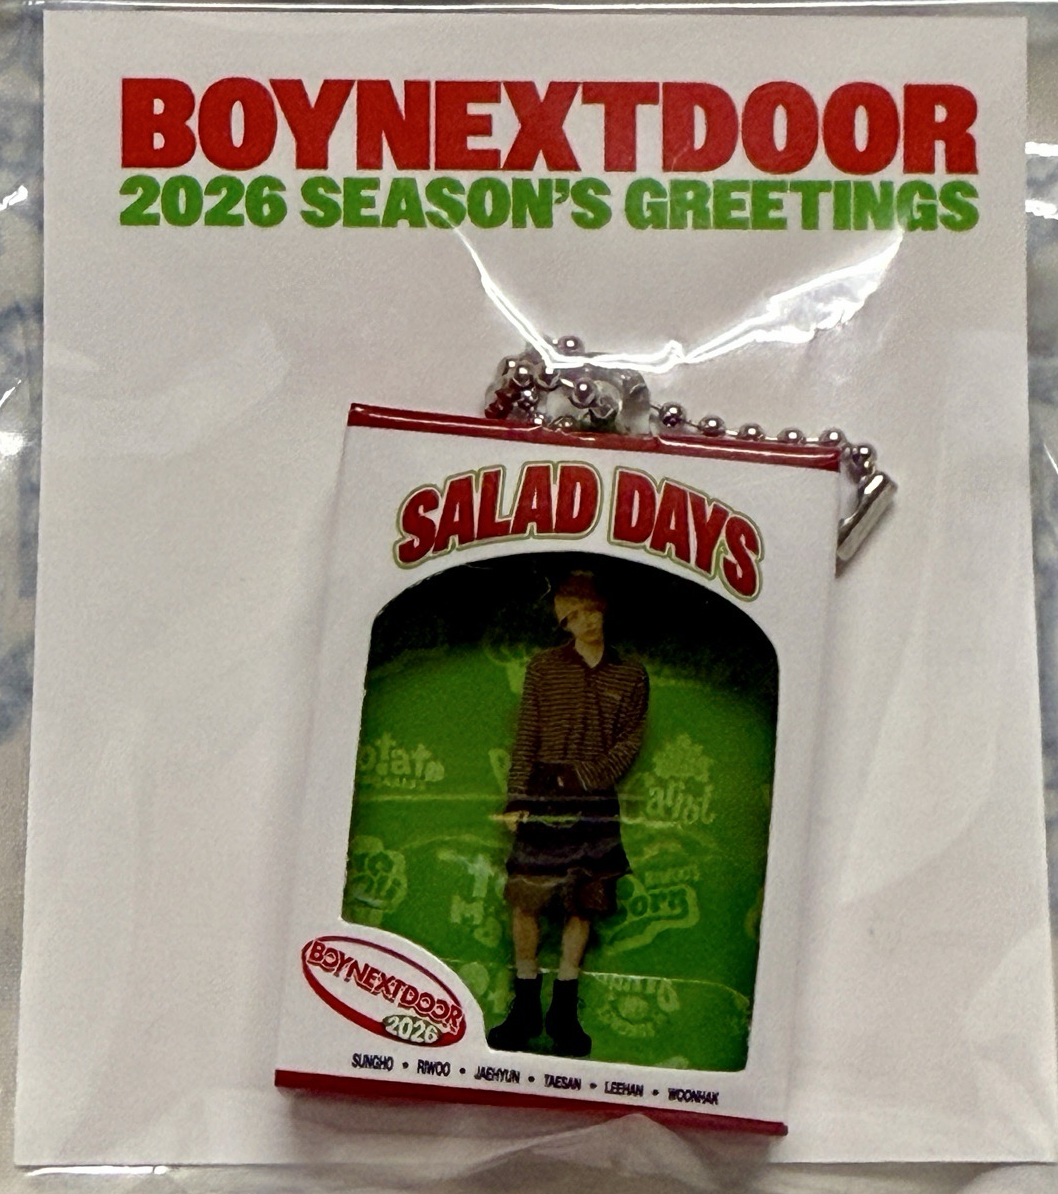 BOYNEXTDOOR
2026 SEASON'S GREETINGS
SALAD DAYS
BOYNEXTDOOR
2026
SUNGHO • RIWOO • JAEHYUN • TAESAN • LEEHAN • WOONHAK